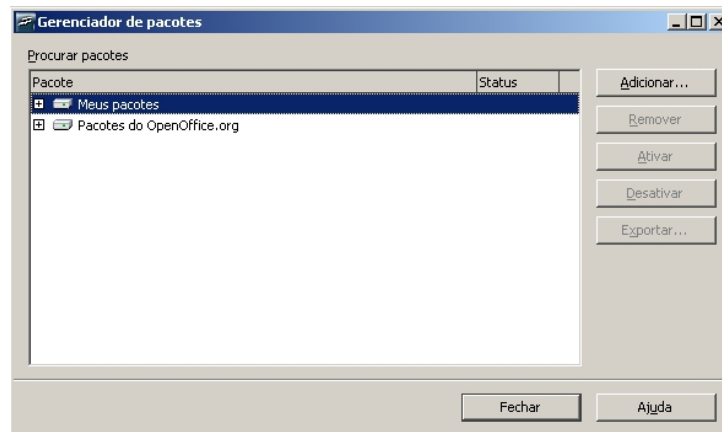 Gerenciador de pacotes
Procurar pacotes
Pacote Status
Meus pacotes
Pacotes do OpenOffice.org
Adicionar...
Remover
Ativar
Desativar
Exportar...
Fechar
Ajuda